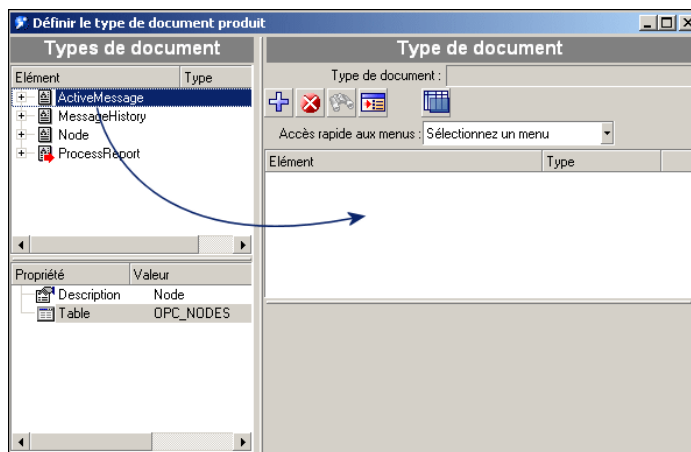 Définir le type de document produit
Types de document
Elément Type
ActiveMessage
MessageHistory
Node
ProcessReport
Propriété Valeur
Description Node
Table OPC_NODES
Type de document
Type de document :
Accès rapide aux menus : Sélectionnez un menu
Elément Type